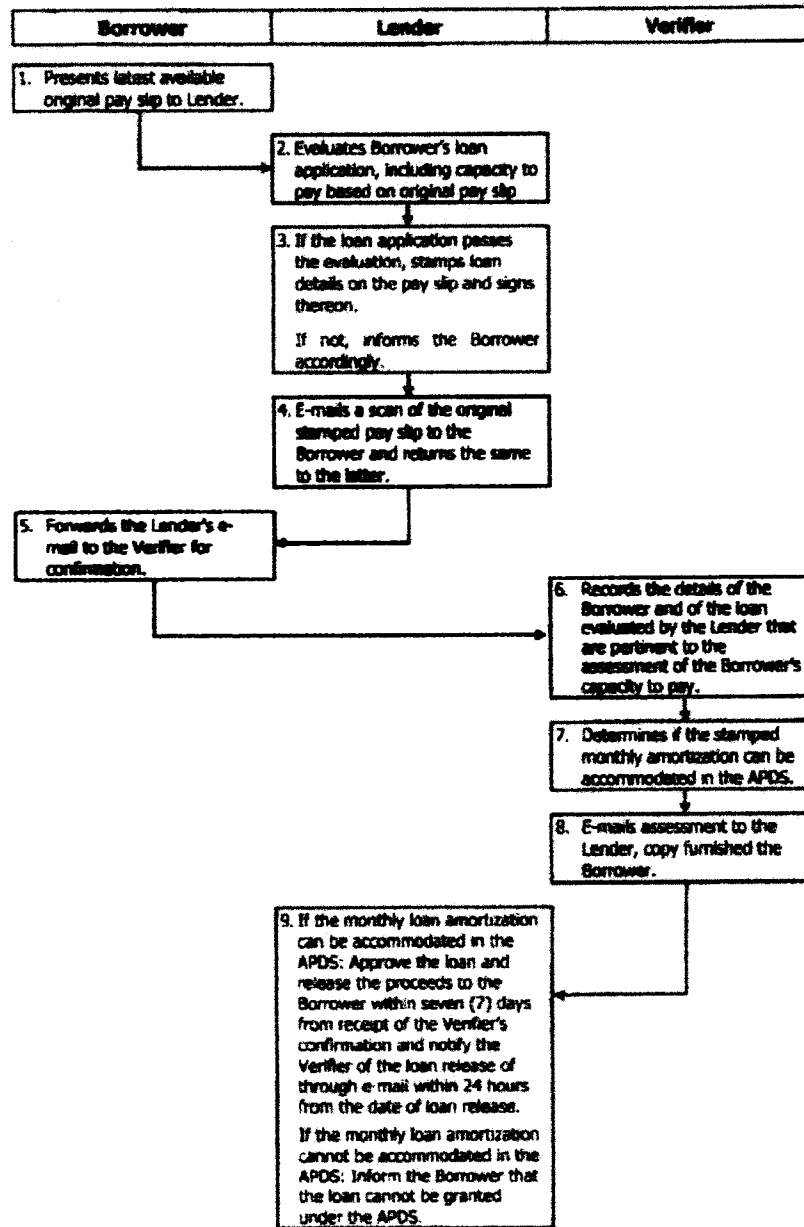 Borrower
Lender
Verifier
1. Presents latest available
original pay slip to Lender.
2. Evaluates Borrower's loan
application, including capacity to
pay based on original pay slip
3. If the loan application passes
the evaluation, stamps loan
details on the pay slip and signs
thereon.
If not, informs the Borrower
accordingly.
4. E-mails a scan of the original
stamped pay slip to the
Borrower and returns the same
to the latter.
5. Forwards the Lender's e-
mail to the Verifier for
confirmation.
6. Records the details of the
Borrower and of the loan
evaluated by the Lender that
are pertinent to the
assessment of the Borrower's
capacity to pay.
7. Determines if the stamped
monthly amortization can be
accommodated in the APDS.
8. E-mails assessment to the
Lender, copy furnished the
Borrower.
9. If the monthly loan amortization
can be accommodated in the
APDS: Approve the loan and
release the proceeds to the
Borrower within seven (7) days
from receipt of the Verifier's
confirmation and notify the
Verifier of the loan release of
through e-mail within 24 hours
from the date of loan release.
If the monthly loan amortization
cannot be accommodated in the
APDS: Inform the Borrower that
the loan cannot be granted
under the APDS.